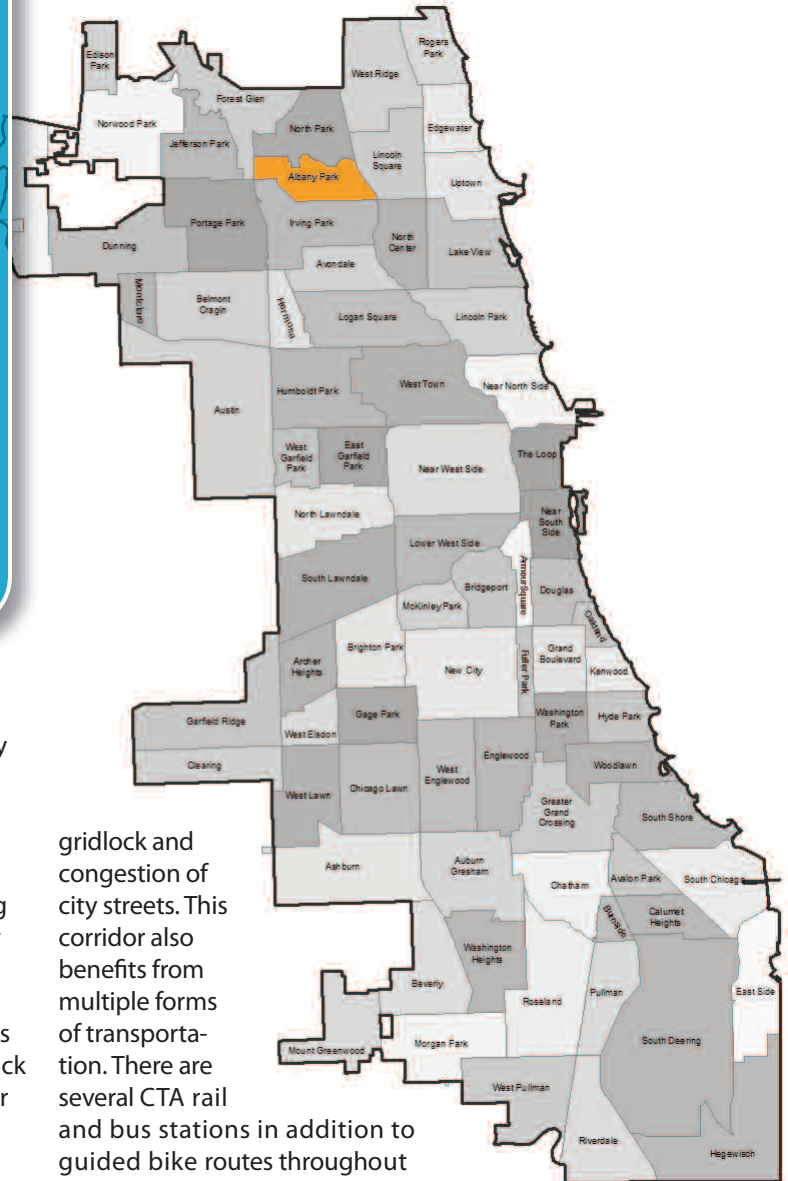 Rogers
Park
Edison
Park
West Ridge
Forest Glen
Norwood Park
North Park
Edgewater
Jefferson Park
Lincoln
Square
Albany Park
Uptown
Portage Park
Irving Park
North
Center
Dunning
Lake View
Avondale
Montclare
Belmont
Cragin
Hermosa
Logan Square
Lincoln Park
Humboldt Park
West Town
Near North Side
Austin
West
Garfield
Park
East
Garfield
Park
Near West Side
The Loop
North Lawndale
Near
South
Side
Lower West Side
South Lawndale
Armour Square
Bridgeport
Douglas
McKinley Park
Oakland
Brighton Park
Archer
Heights
New City
Fuller Park
Grand
Boulevard
Kenwood
Garfield Ridge
Gage Park
West Elsdon
Washington
Park
Hyde Park
Clearing
West
Englewood
Englewood
Woodlawn
West Lawn
Chicago Lawn
Greater
Grand
Crossing
South Shore
Ashburn
Auburn
Gresham
Chatham
Avalon Park
South Chicago
Burnside
Calumet
Heights
Washington
Heights
Beverly
Roseland
Pullman
East Side
Mount Greenwood
Morgan Park
South Deering
West Pullman
Riverdale
Hegewisch
gridlock and
congestion of
city streets. This
corridor also
benefits from
multiple forms
of transporta-
tion. There are
several CTA rail
and bus stations in addition to
guided bike routes throughout